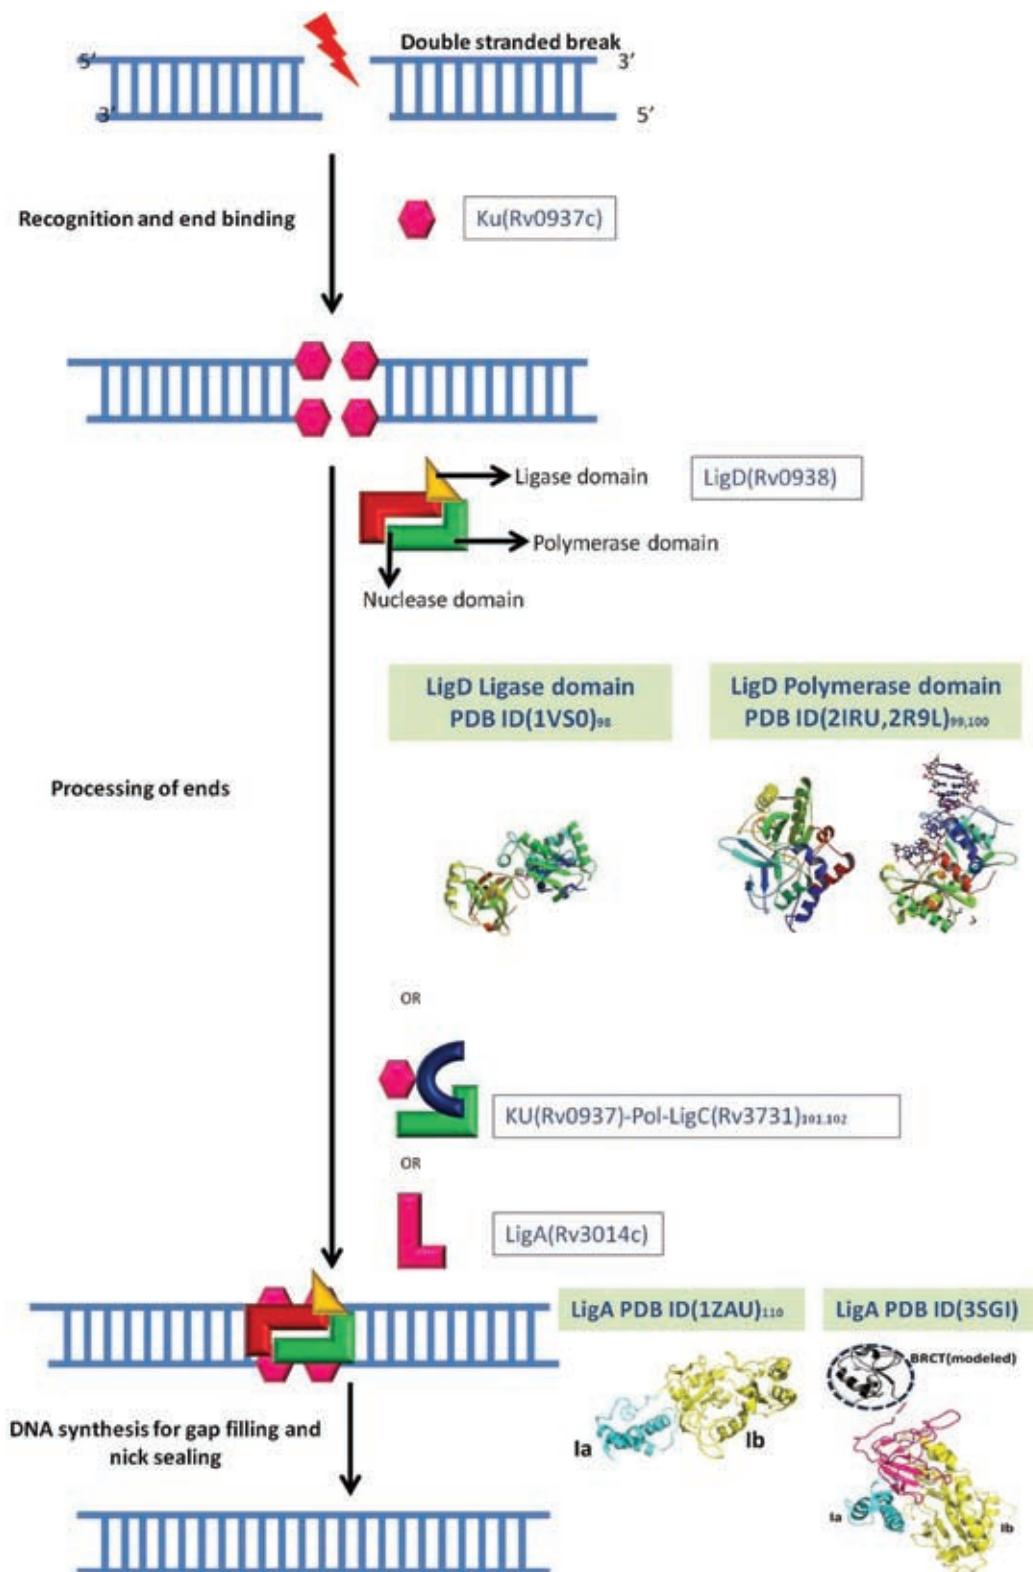 Double stranded break
5'
3'
3'
5'
Recognition and end binding
Ku(Rv0937c)
Ligase domain
LigD(Rv0938)
Polymerase domain
Nuclease domain
LigD Ligase domain
PDB ID(1VS0)98
LigD Polymerase domain
PDB ID(2IRU,2R9L)99,100
Processing of ends
OR
KU(Rv0937)-Pol-LigC(Rv3731)101,102
OR
LigA(Rv3014c)
LigA PDB ID(1ZAU)110
LigA PDB ID(3SGI)
BRCT(modeled)
DNA synthesis for gap filling and
nick sealing
Ia
Ib
Ia
Ib